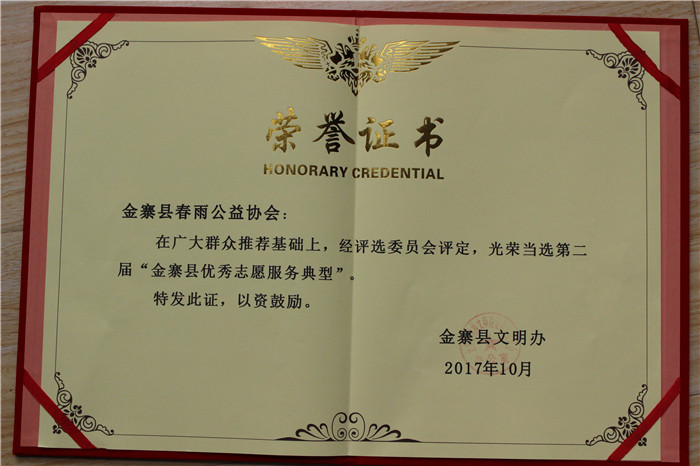 荣誉证书
HONORARY CREDENTIAL
金寨县春雨公益协会：
在广大群众推荐基础上，经评选委员会评定，光荣当选第二
届“金寨县优秀志愿服务典型”。
特发此证，以资鼓励。
金寨县文明办
2017年10月